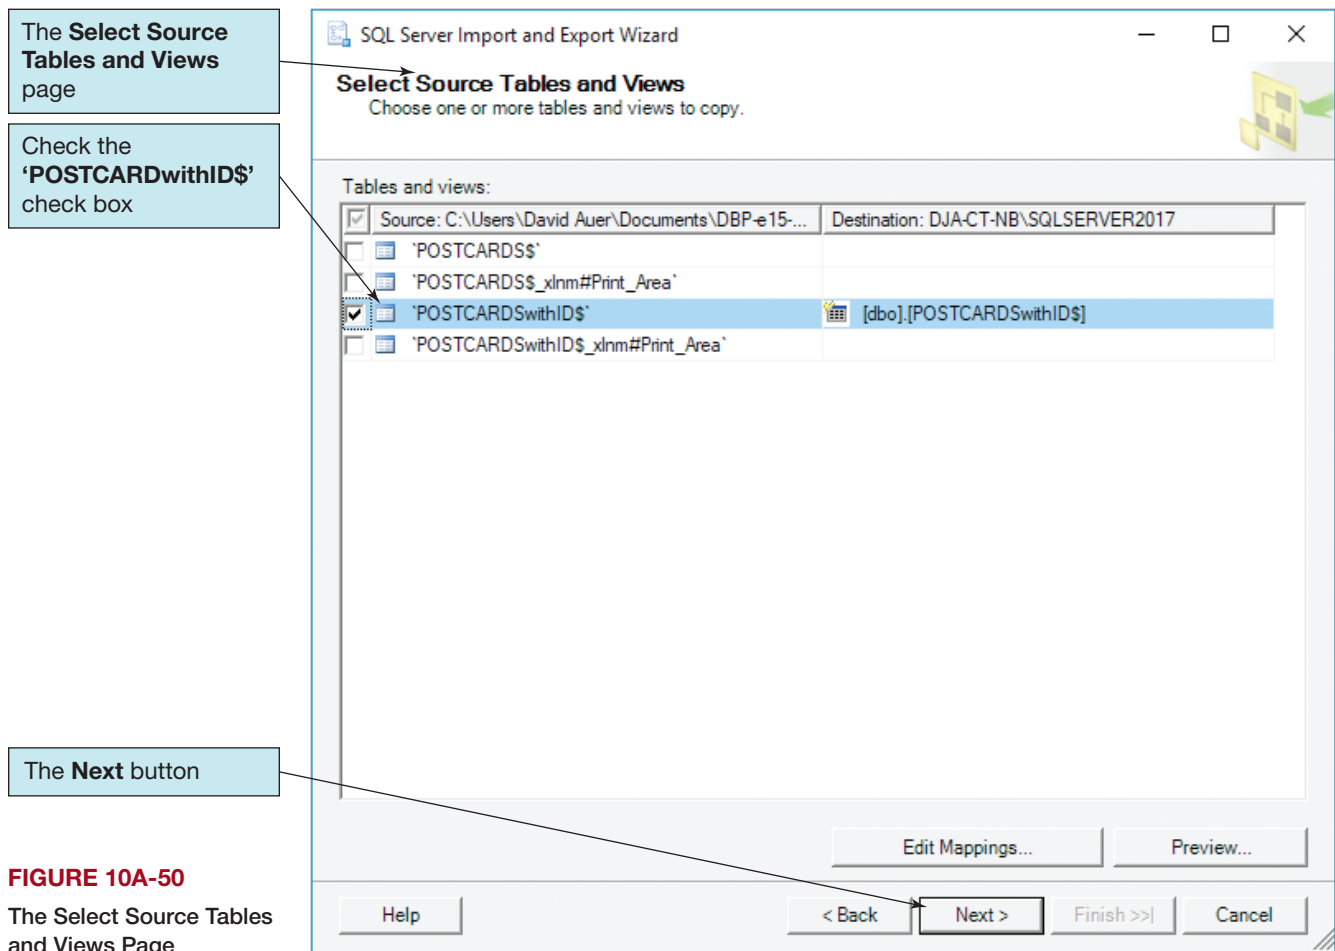 The Select Source
Tables and Views
page
Check the
‘POSTCARDwithID$’
check box
SQL Server Import and Export Wizard
Select Source Tables and Views
Choose one or more tables and views to copy.
Tables and views:
Source: C:\Users\David Auer\Documents\DBP-e15-... Destination: DJA-CT-NB\SQLSERVER2017
`POSTCARDS$`
`POSTCARDS$_xlnm#Print_Area`
`POSTCARDSwithID$` [dbo].[POSTCARDSwithID$]
`POSTCARDSwithID$_xlnm#Print_Area`
The Next button
Edit Mappings... Preview...
Help < Back Next > Finish >>| Cancel
FIGURE 10A-50
The Select Source Tables
and Views Page